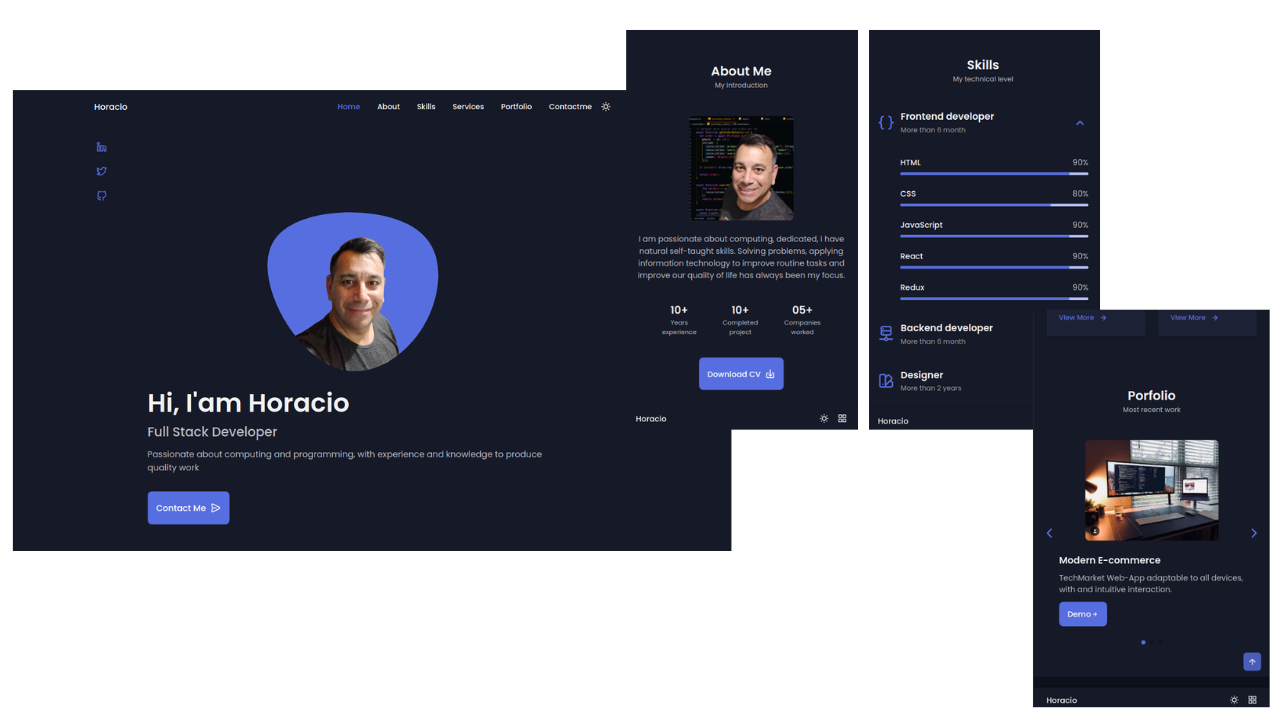 Horacio
Home About Skills Services Portfolio Contactme
Hi, I'am Horacio
Full Stack Developer
Passionate about computing and programming, with experience and knowledge to produce
quality work
Contact Me
About Me
My Introduction
I am passionate about computing, dedicated, i have
natural self-taught skills. Solving problems, applying
information technology to improve routine tasks and
improve our quality of life has always been my focus.
10+ 10+ 05+
Years Completed Companies
experience project worked
Download CV
Horacio
Skills
My technical level
Frontend developer
More than 6 month
HTML 90%
CSS 80%
JavaScript 90%
React 90%
Redux 90%
Backend developer
More than 6 month
Designer
More than 2 years
Horacio
View More View More
Porfolio
Most recent work
Modern E-commerce
TechMarket Web-App adaptable to all devices,
with and intuitive interaction.
Demo
Horacio